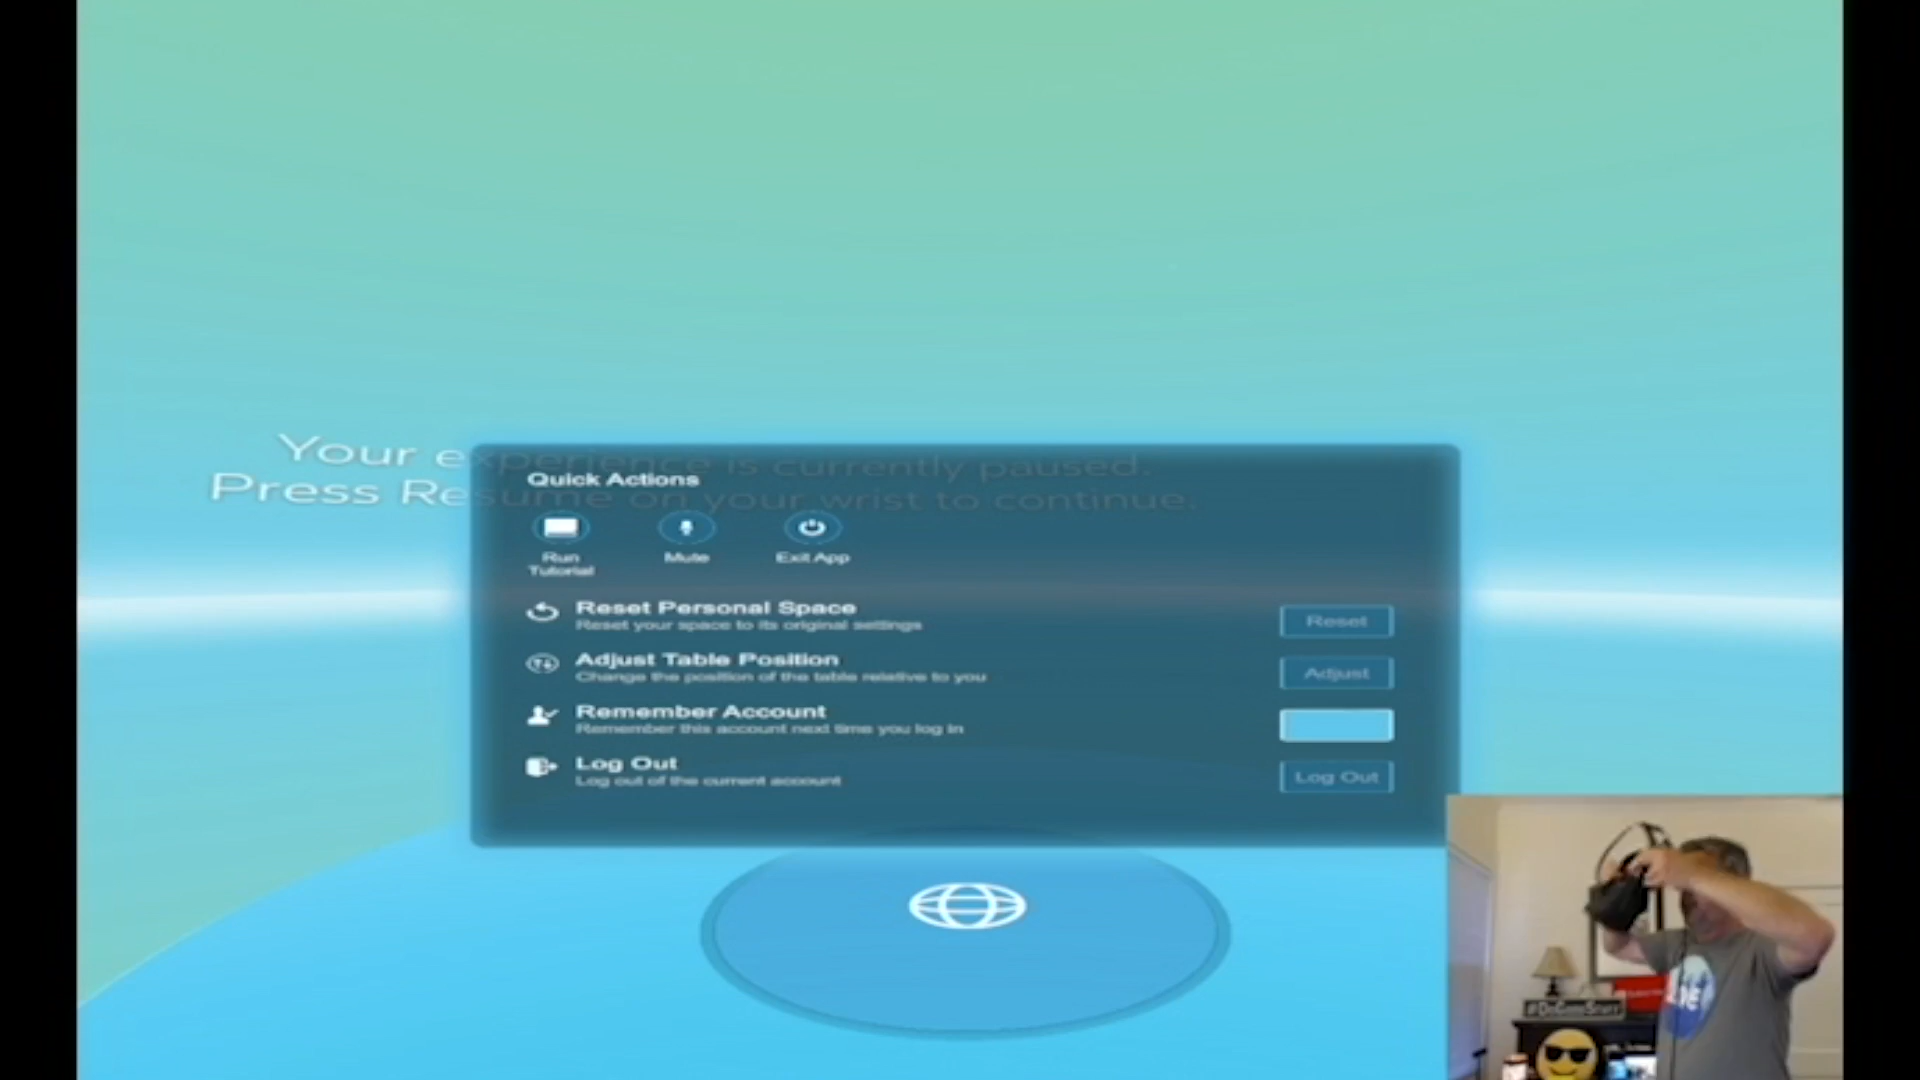 Your experience is currently paused.
Press Resume on your wrist to continue.
Quick Actions
Run
Tutorial
Mute
Exit App
Reset Personal Space
Reset your space to its original settings
Reset
Adjust Table Position
Change the position of the table relative to you
Adjust
Remember Account
Remember this account next time you log in
Log Out
Log out of the current account
Log Out
#DoGoodStuff